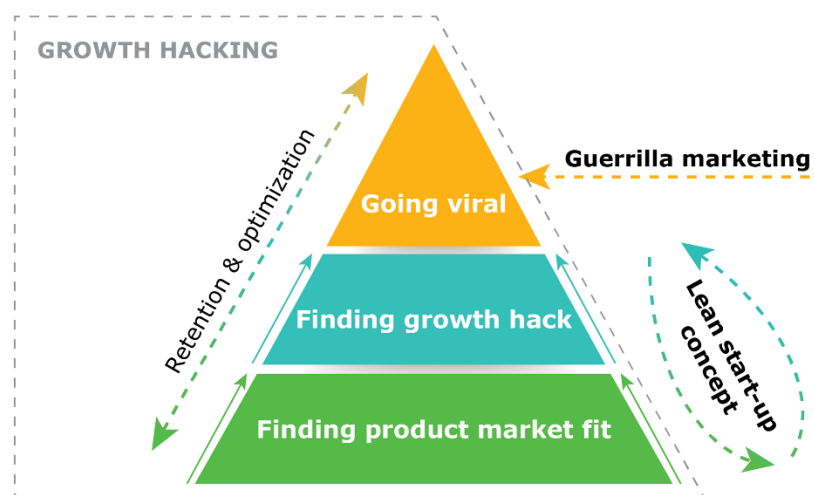 GROWTH HACKING
Retention & optimization
Guerrilla marketing
Going viral
Lean start-up
concept
Finding growth hack
Finding product market fit